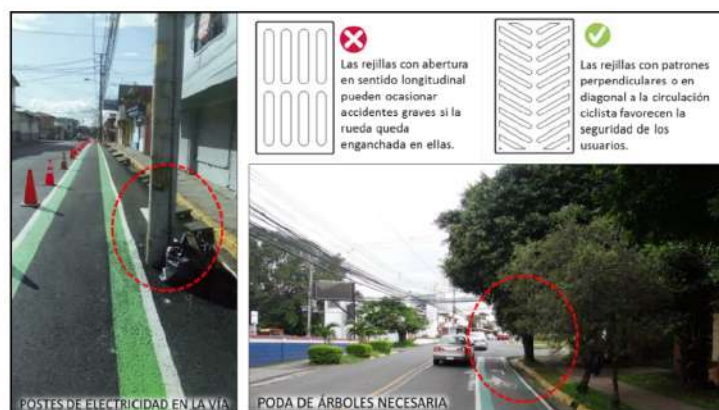 POSTES DE ELECTRICIDAD EN LA VÍA
Las rejillas con abertura
en sentido longitudinal
pueden ocasionar
accidentes graves si la
rueda queda
enganchada en ellas.
Las rejillas con patrones
perpendiculares o en
diagonal a la circulación
ciclista favorecen la
seguridad de los
usuarios.
PODA DE ÁRBOLES NECESARIA